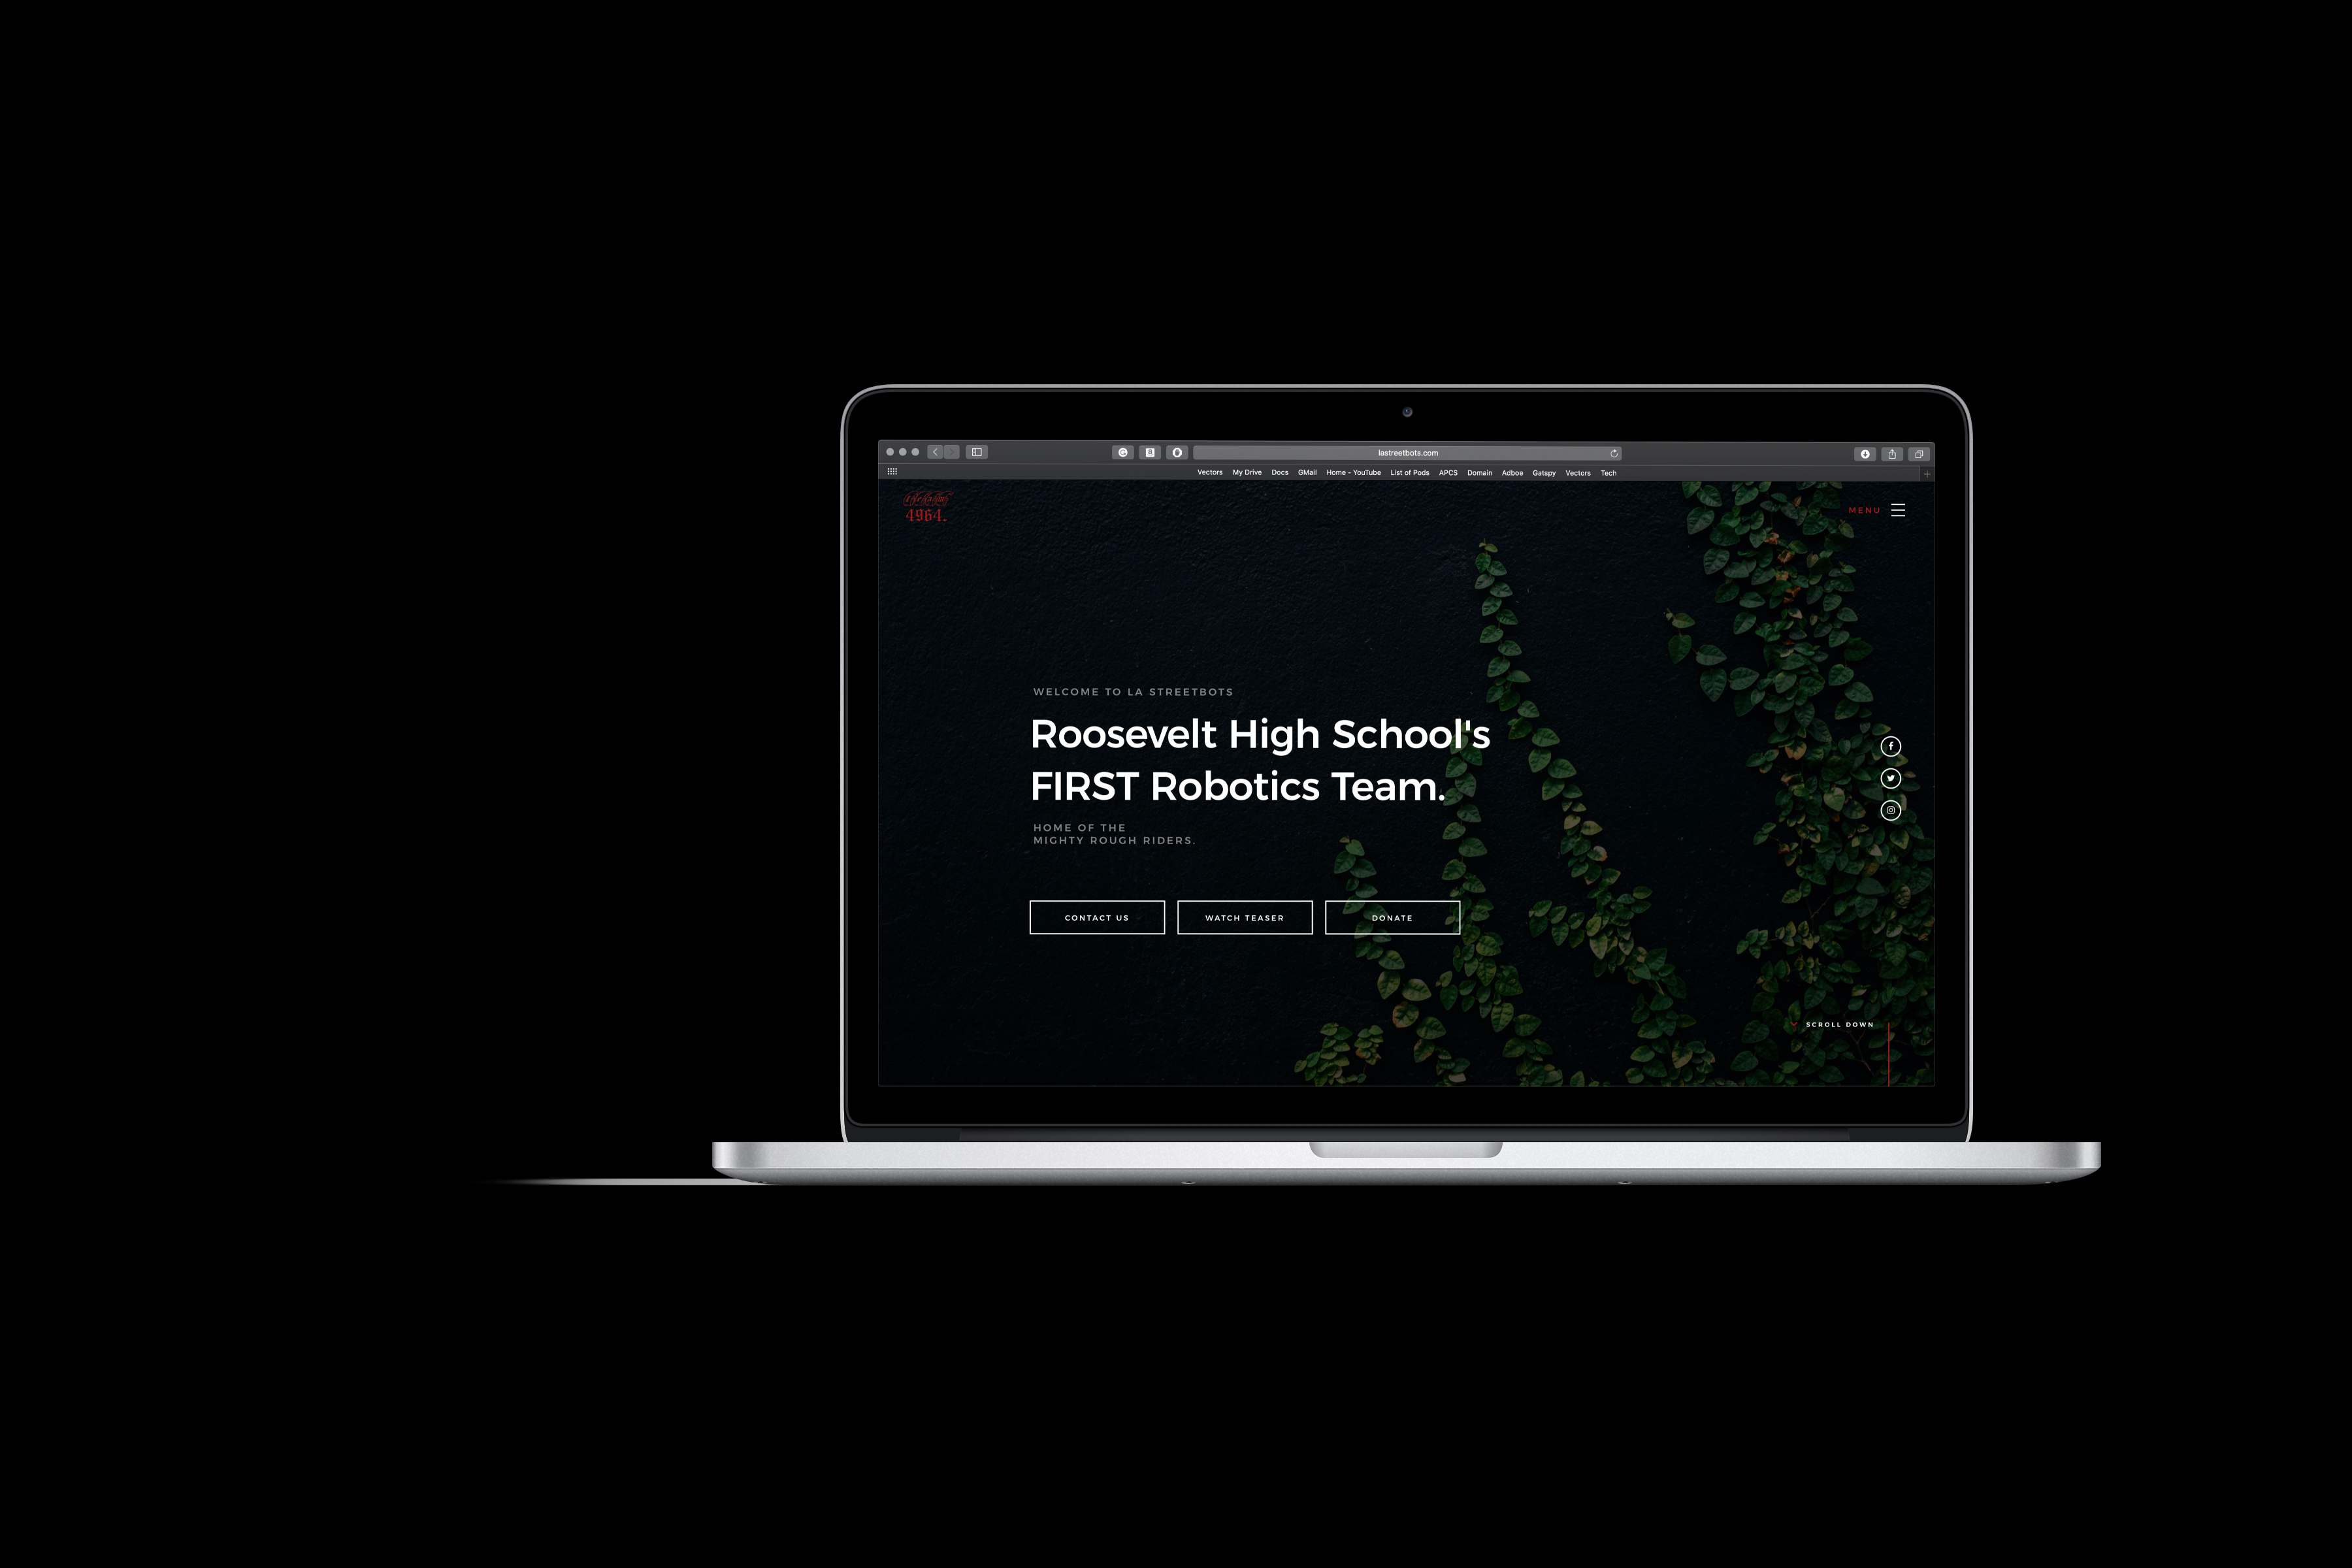 lastreetbots.com
Vectors My Drive Docs GMail Home - YouTube List of Pods APCS Domain Adboe Gatspy Vectors Tech
4964.
MENU
WELCOME TO LA STREETBOTS
Roosevelt High School's
FIRST Robotics Team.
HOME OF THE
MIGHTY ROUGH RIDERS.
CONTACT US WATCH TEASER DONATE
SCROLL DOWN